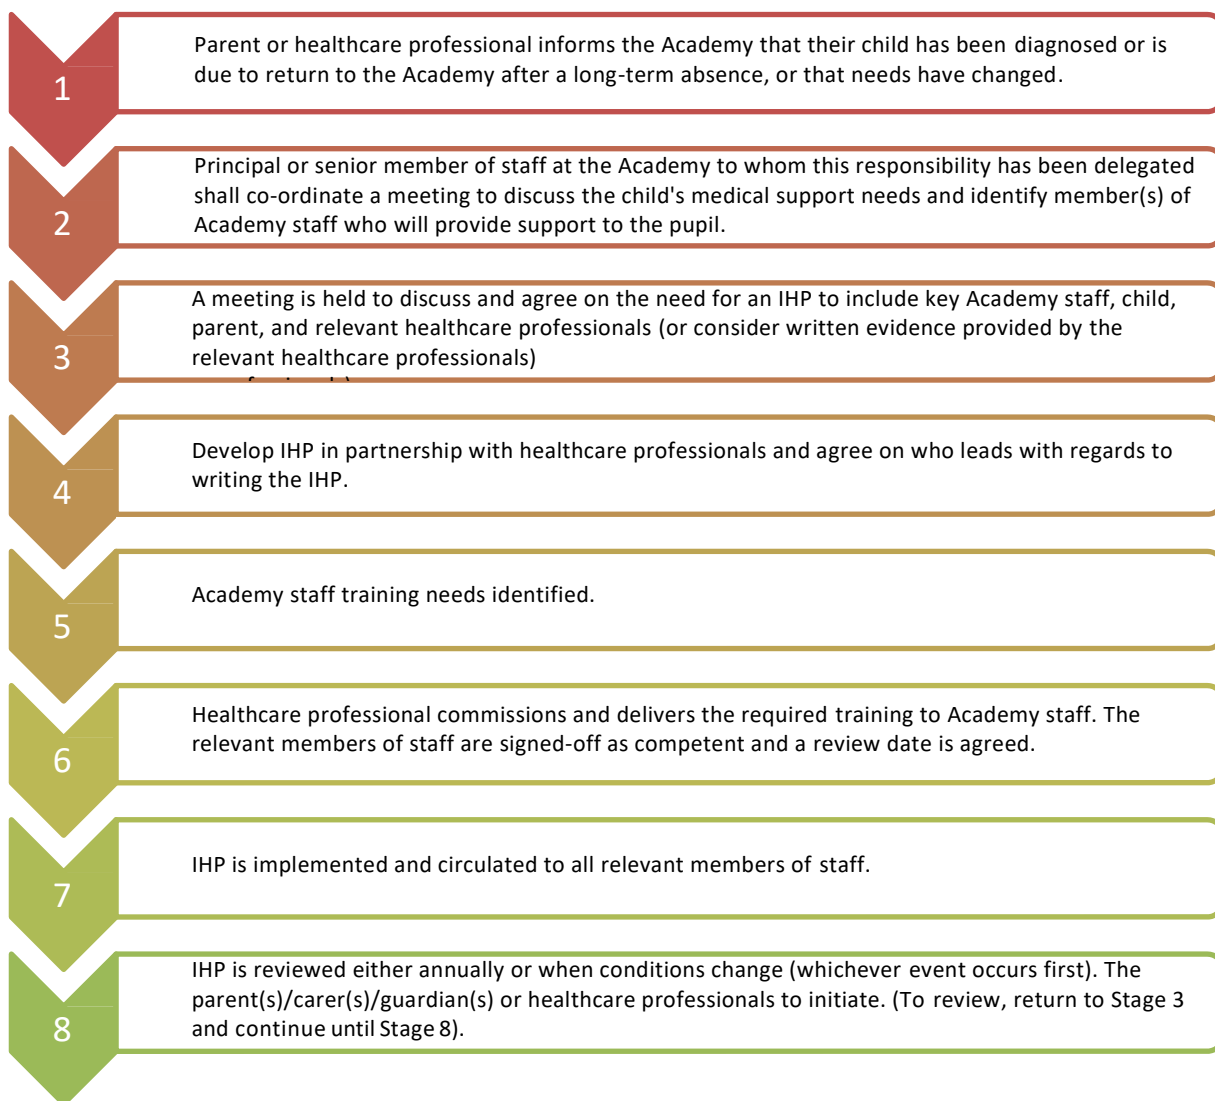 1
Parent or healthcare professional informs the Academy that their child has been diagnosed or is
due to return to the Academy after a long-term absence, or that needs have changed.
2
Principal or senior member of staff at the Academy to whom this responsibility has been delegated
shall co-ordinate a meeting to discuss the child's medical support needs and identify member(s) of
Academy staff who will provide support to the pupil.
3
A meeting is held to discuss and agree on the need for an IHP to include key Academy staff, child,
parent, and relevant healthcare professionals (or consider written evidence provided by the
relevant healthcare professionals)
4
Develop IHP in partnership with healthcare professionals and agree on who leads with regards to
writing the IHP.
5
Academy staff training needs identified.
6
Healthcare professional commissions and delivers the required training to Academy staff. The
relevant members of staff are signed-off as competent and a review date is agreed.
7
IHP is implemented and circulated to all relevant members of staff.
8
IHP is reviewed either annually or when conditions change (whichever event occurs first). The
parent(s)/carer(s)/guardian(s) or healthcare professionals to initiate. (To review, return to Stage 3
and continue until Stage 8).